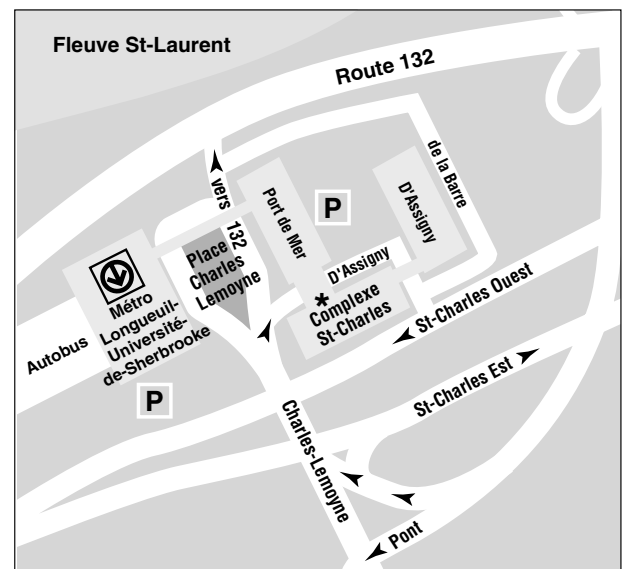 Fleuve St-Laurent
Route 132
vers 132
Port de Mer
P
de la Barre
D'Assigny
Place
Charles
Lemoyne
D'Assigny
*
Complexe
St-Charles
Métro
Longueuil-
Université-
de-Sherbrooke
Autobus
P
St-Charles Ouest
St-Charles Est
Charles-Lemoyne
Pont